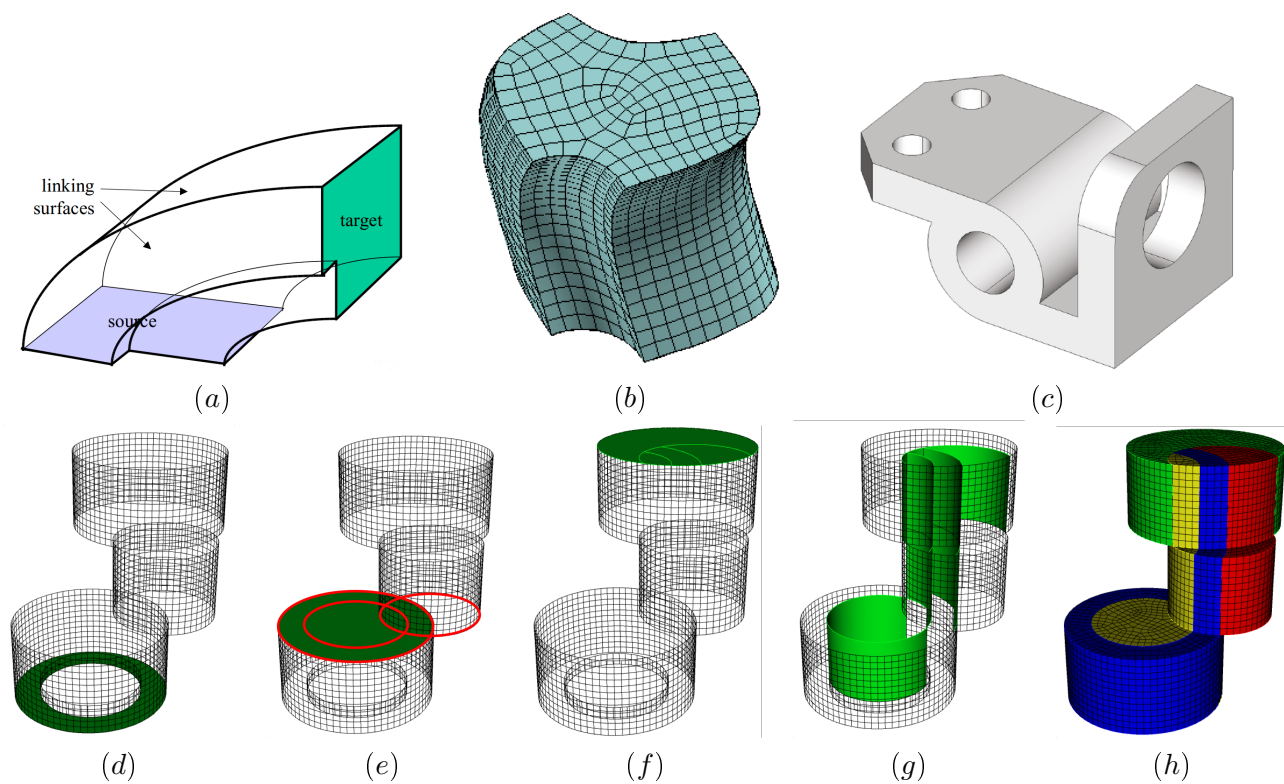 linking
surfaces
target
source
(a)
(b)
(c)
(d)
(e)
(f)
(g)
(h)